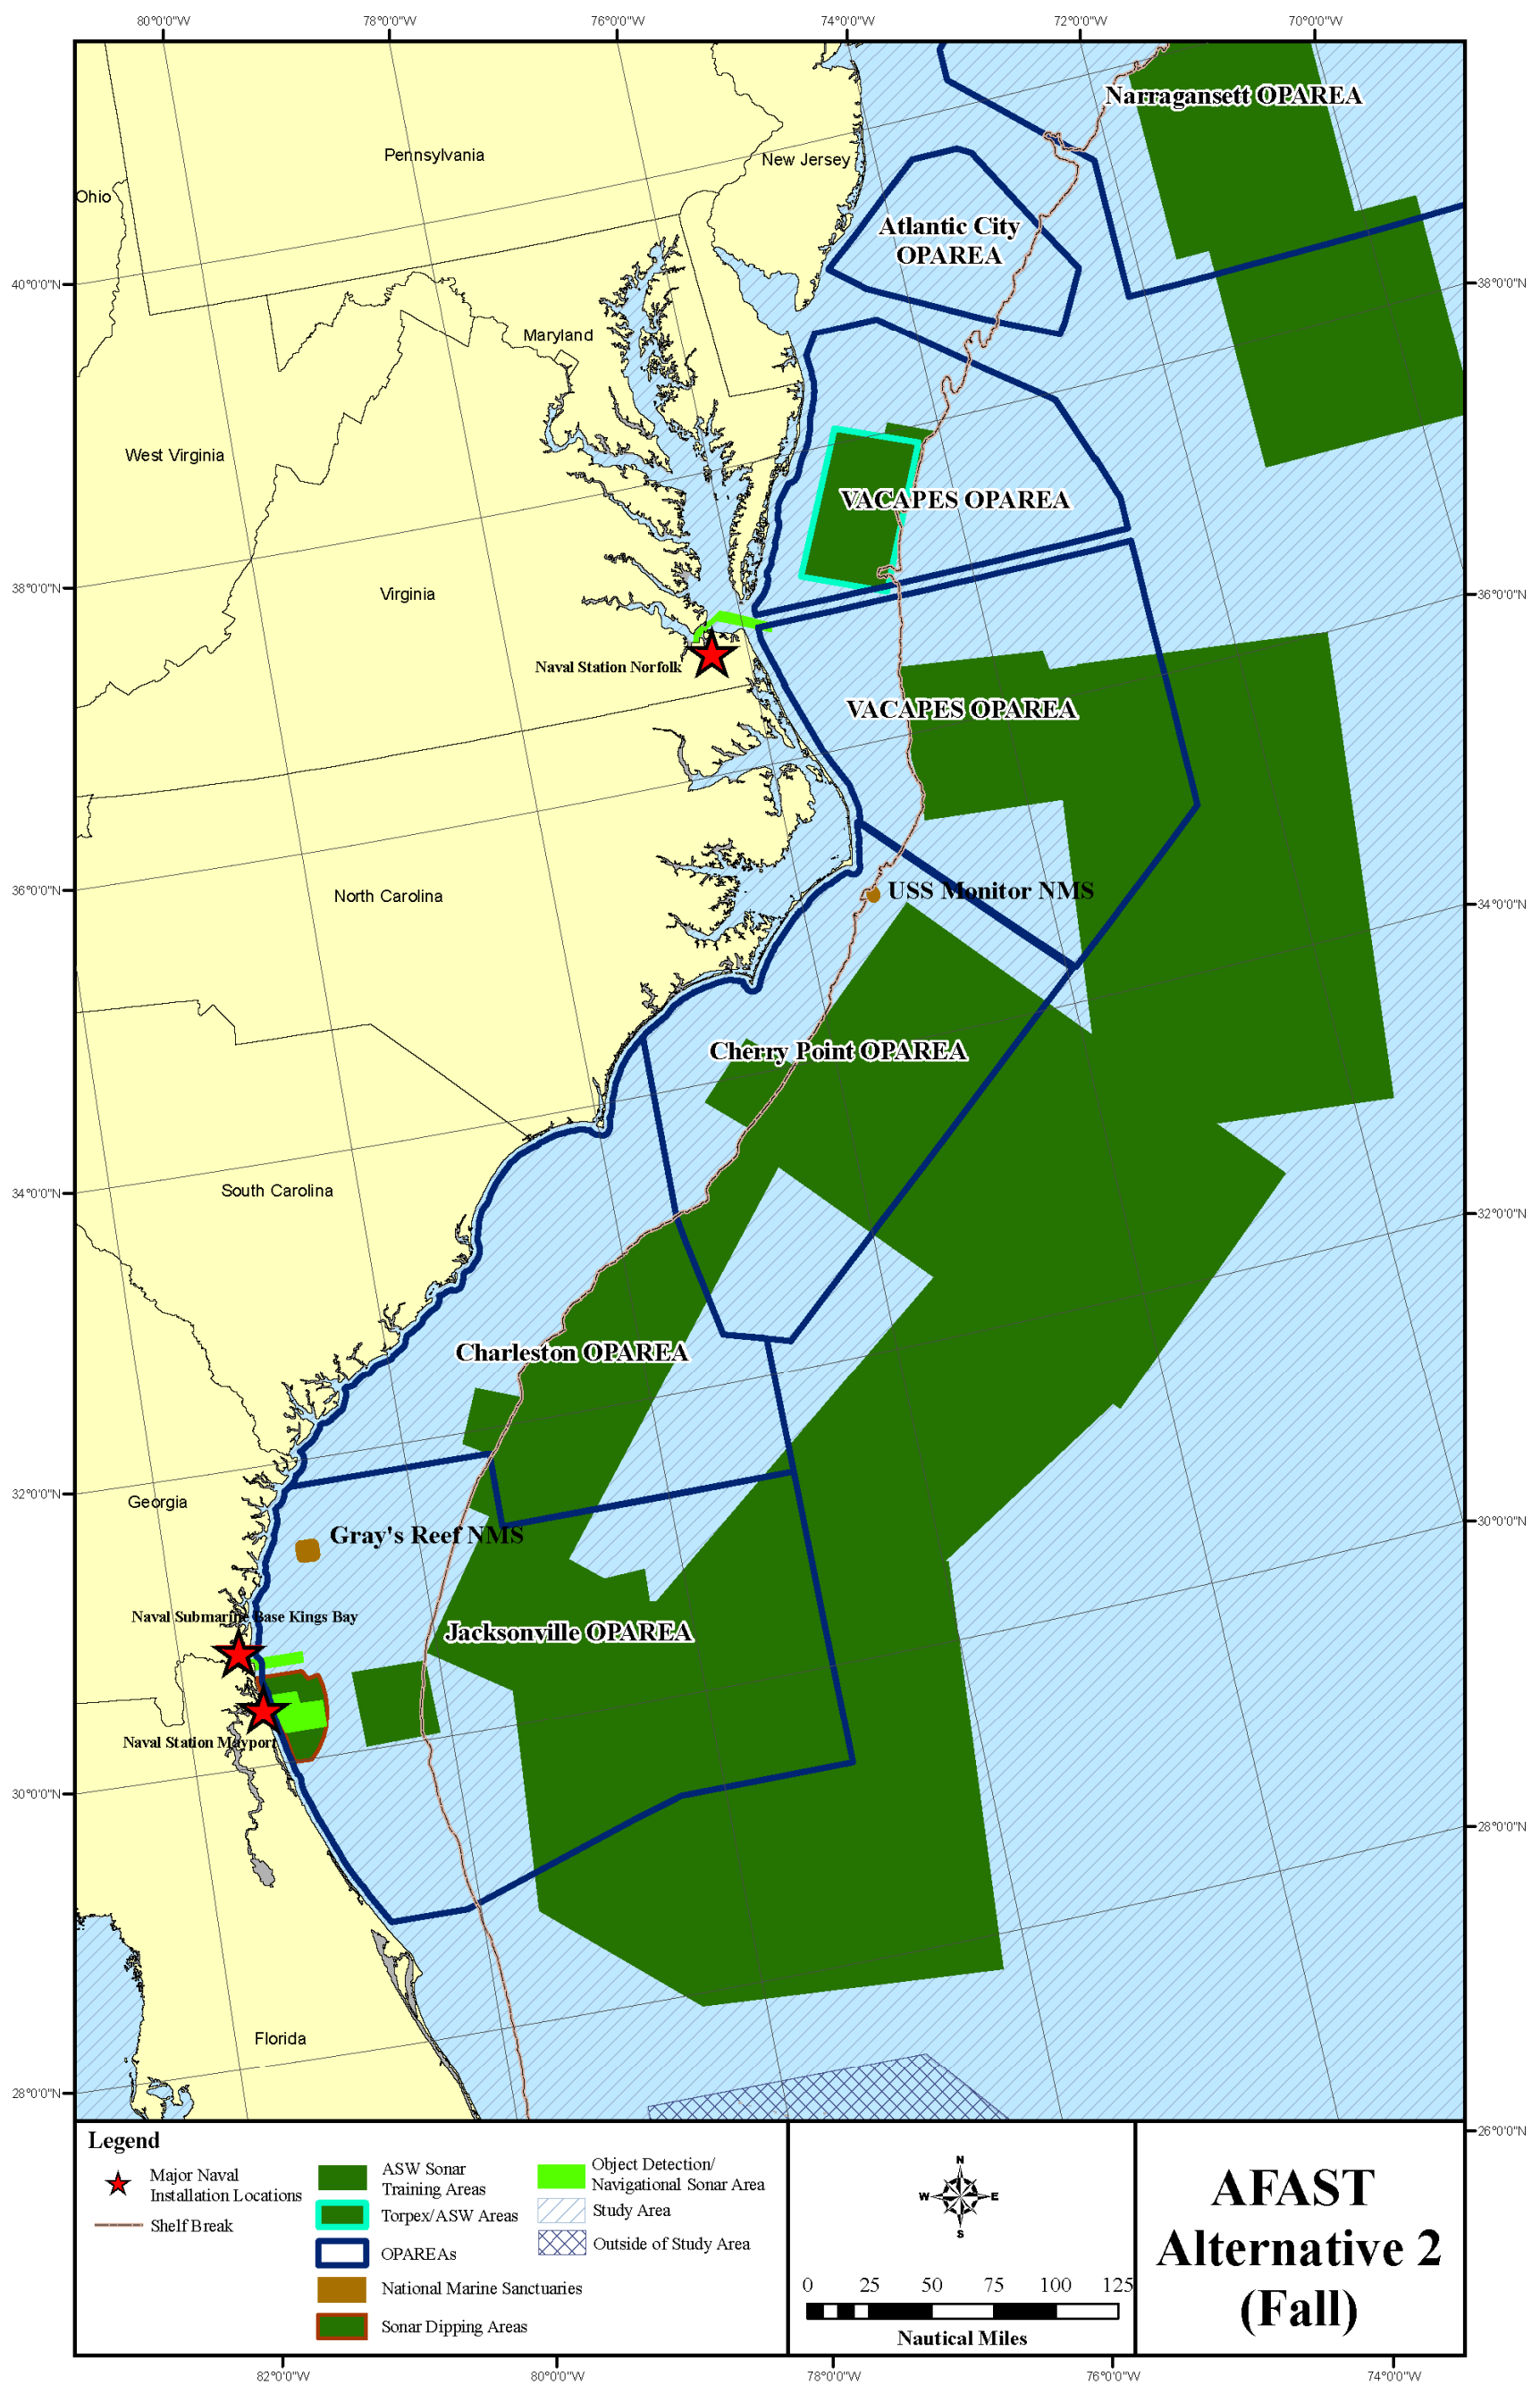 80°0'0"W
78°0'0"W
76°0'0"W
74°0'0"W
72°0'0"W
70°0'0"W
Narragansett OPAREA
Pennsylvania
New Jersey
Ohio
Atlantic City
OPAREA
40°0'0"N
38°0'0"N
Maryland
West Virginia
VACAPES OPAREA
38°0'0"N
36°0'0"N
Virginia
Naval Station Norfolk
VACAPES OPAREA
36°0'0"N
34°0'0"N
North Carolina
USS Monitor NMS
Cherry Point OPAREA
34°0'0"N
32°0'0"N
South Carolina
Charleston OPAREA
32°0'0"N
30°0'0"N
Georgia
Gray's Reef NMS
Naval Submarine Base Kings Bay
Jacksonville OPAREA
Naval Station Mayport
30°0'0"N
28°0'0"N
Florida
28°0'0"N
26°0'0"N
Legend
Major Naval
Installation Locations
Shelf Break
ASW Sonar
Training Areas
Torpex/ASW Areas
OPAREAs
National Marine Sanctuaries
Sonar Dipping Areas
Object Detection/
Navigational Sonar Area
Study Area
Outside of Study Area
N
W
E
S
0
25
50
75
100
125
Nautical Miles
AFAST
Alternative 2
(Fall)
82°0'0"W
80°0'0"W
78°0'0"W
76°0'0"W
74°0'0"W